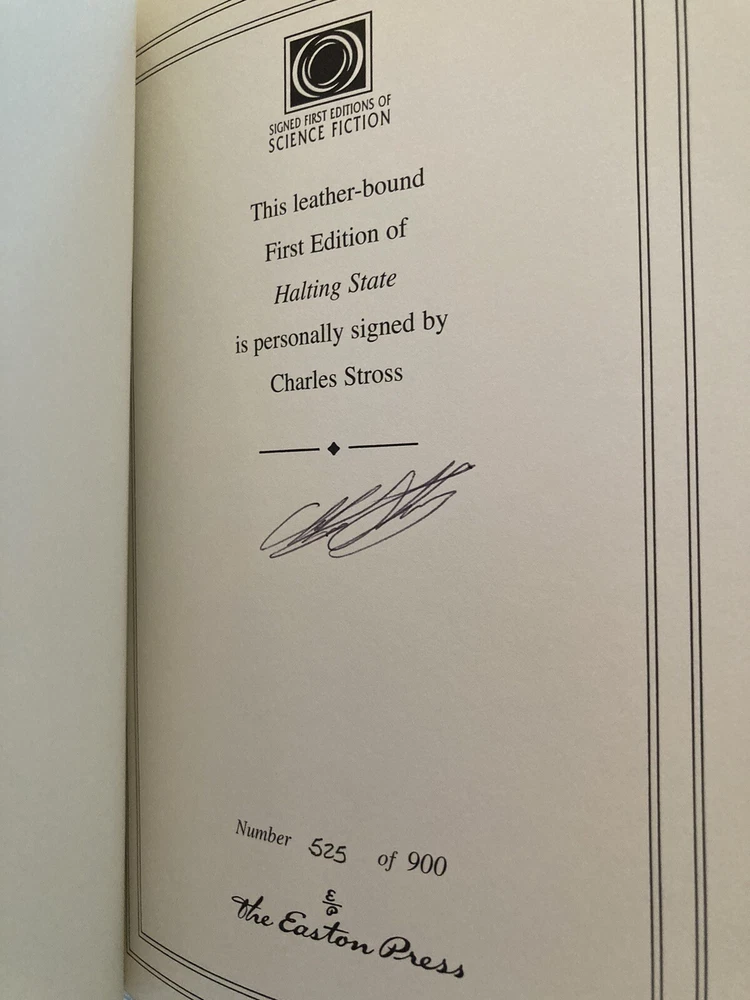 SIGNED FIRST EDITIONS OF
SCIENCE FICTION
This leather-bound
First Edition of
Halting State
is personally signed by
Charles Stross
Number 525 of 900
The Easton Press